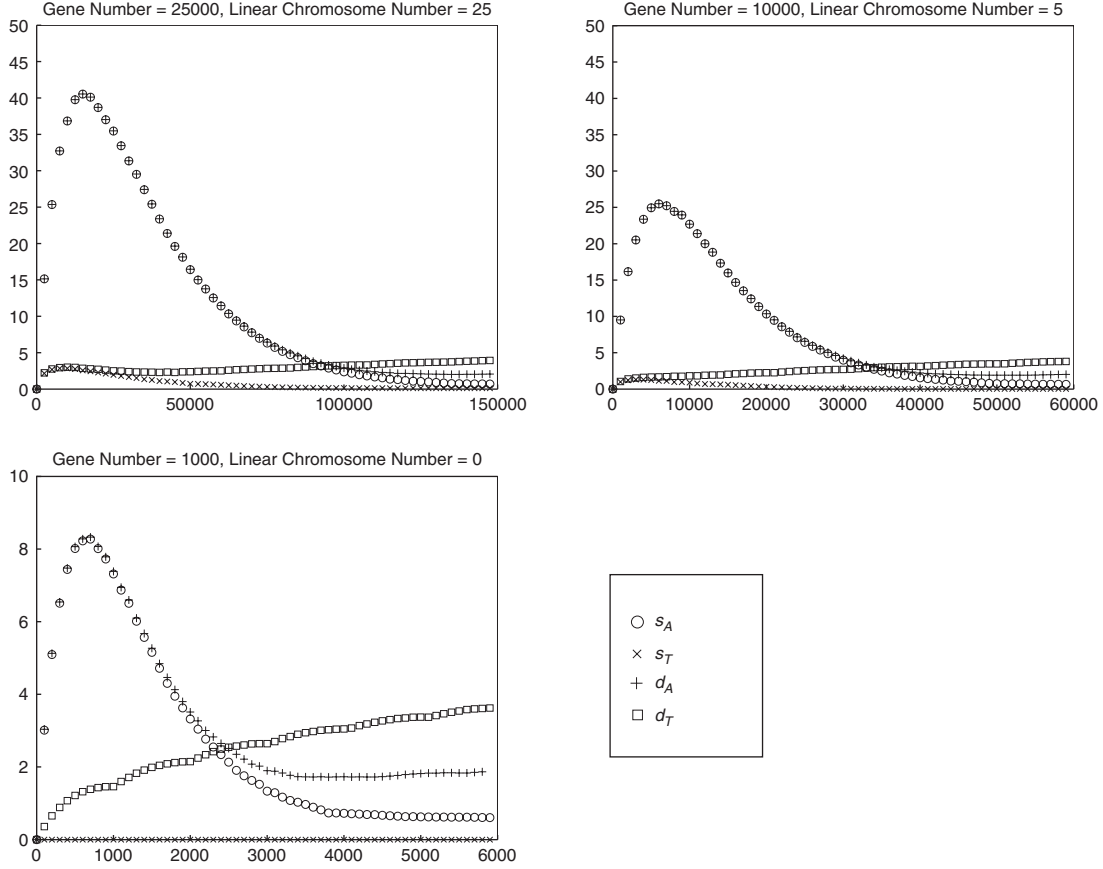 Gene Number = 25000, Linear Chromosome Number = 25
50
45
40
35
30
25
20
15
10
5
0
0 50000 100000 150000
Gene Number = 10000, Linear Chromosome Number = 5
50
45
40
35
30
25
20
15
10
5
0
0 10000 20000 30000 40000 50000 60000
Gene Number = 1000, Linear Chromosome Number = 0
10
8
6
4
2
0
0 1000 2000 3000 4000 5000 6000
s_A
s_T
d_A
d_T